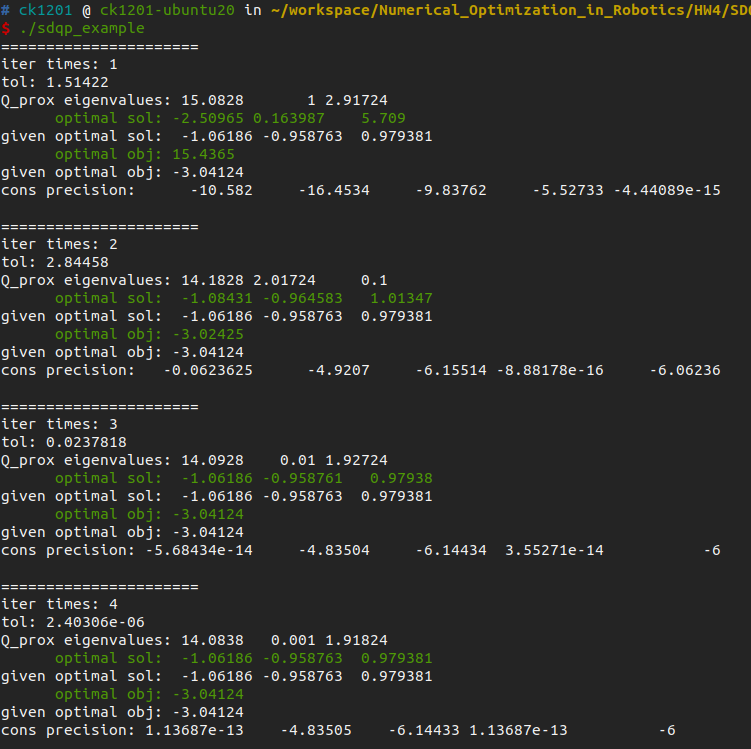 # ck1201 @ ck1201-ubuntu20 in ~/workspace/Numerical_Optimization_in_Robotics/HW4/SD
$ ./sdqp_example
======================
iter times: 1
tol: 1.51422
Q_prox eigenvalues: 15.0828       1 2.91724
optimal sol: -2.50965 0.163987    5.709
given optimal sol:  -1.06186 -0.958763  0.979381
optimal obj: 15.4365
given optimal obj: -3.04124
cons precision:      -10.582     -16.4534     -9.83762     -5.52733 -4.44089e-15
======================
iter times: 2
tol: 2.84458
Q_prox eigenvalues: 14.1828 2.01724     0.1
optimal sol:  -1.08431 -0.964583   1.01347
given optimal sol:  -1.06186 -0.958763  0.979381
optimal obj: -3.02425
given optimal obj: -3.04124
cons precision:   -0.0623625      -4.9207     -6.15514 -8.88178e-16     -6.06236
======================
iter times: 3
tol: 0.0237818
Q_prox eigenvalues: 14.0928    0.01 1.92724
optimal sol:  -1.06186 -0.958761   0.97938
given optimal sol:  -1.06186 -0.958763  0.979381
optimal obj: -3.04124
given optimal obj: -3.04124
cons precision: -5.68434e-14     -4.83504     -6.14434  3.55271e-14           -6
======================
iter times: 4
tol: 2.40306e-06
Q_prox eigenvalues: 14.0838   0.001 1.91824
optimal sol:  -1.06186 -0.958763  0.979381
given optimal sol:  -1.06186 -0.958763  0.979381
optimal obj: -3.04124
given optimal obj: -3.04124
cons precision: 1.13687e-13    -4.83505    -6.14433 1.13687e-13          -6